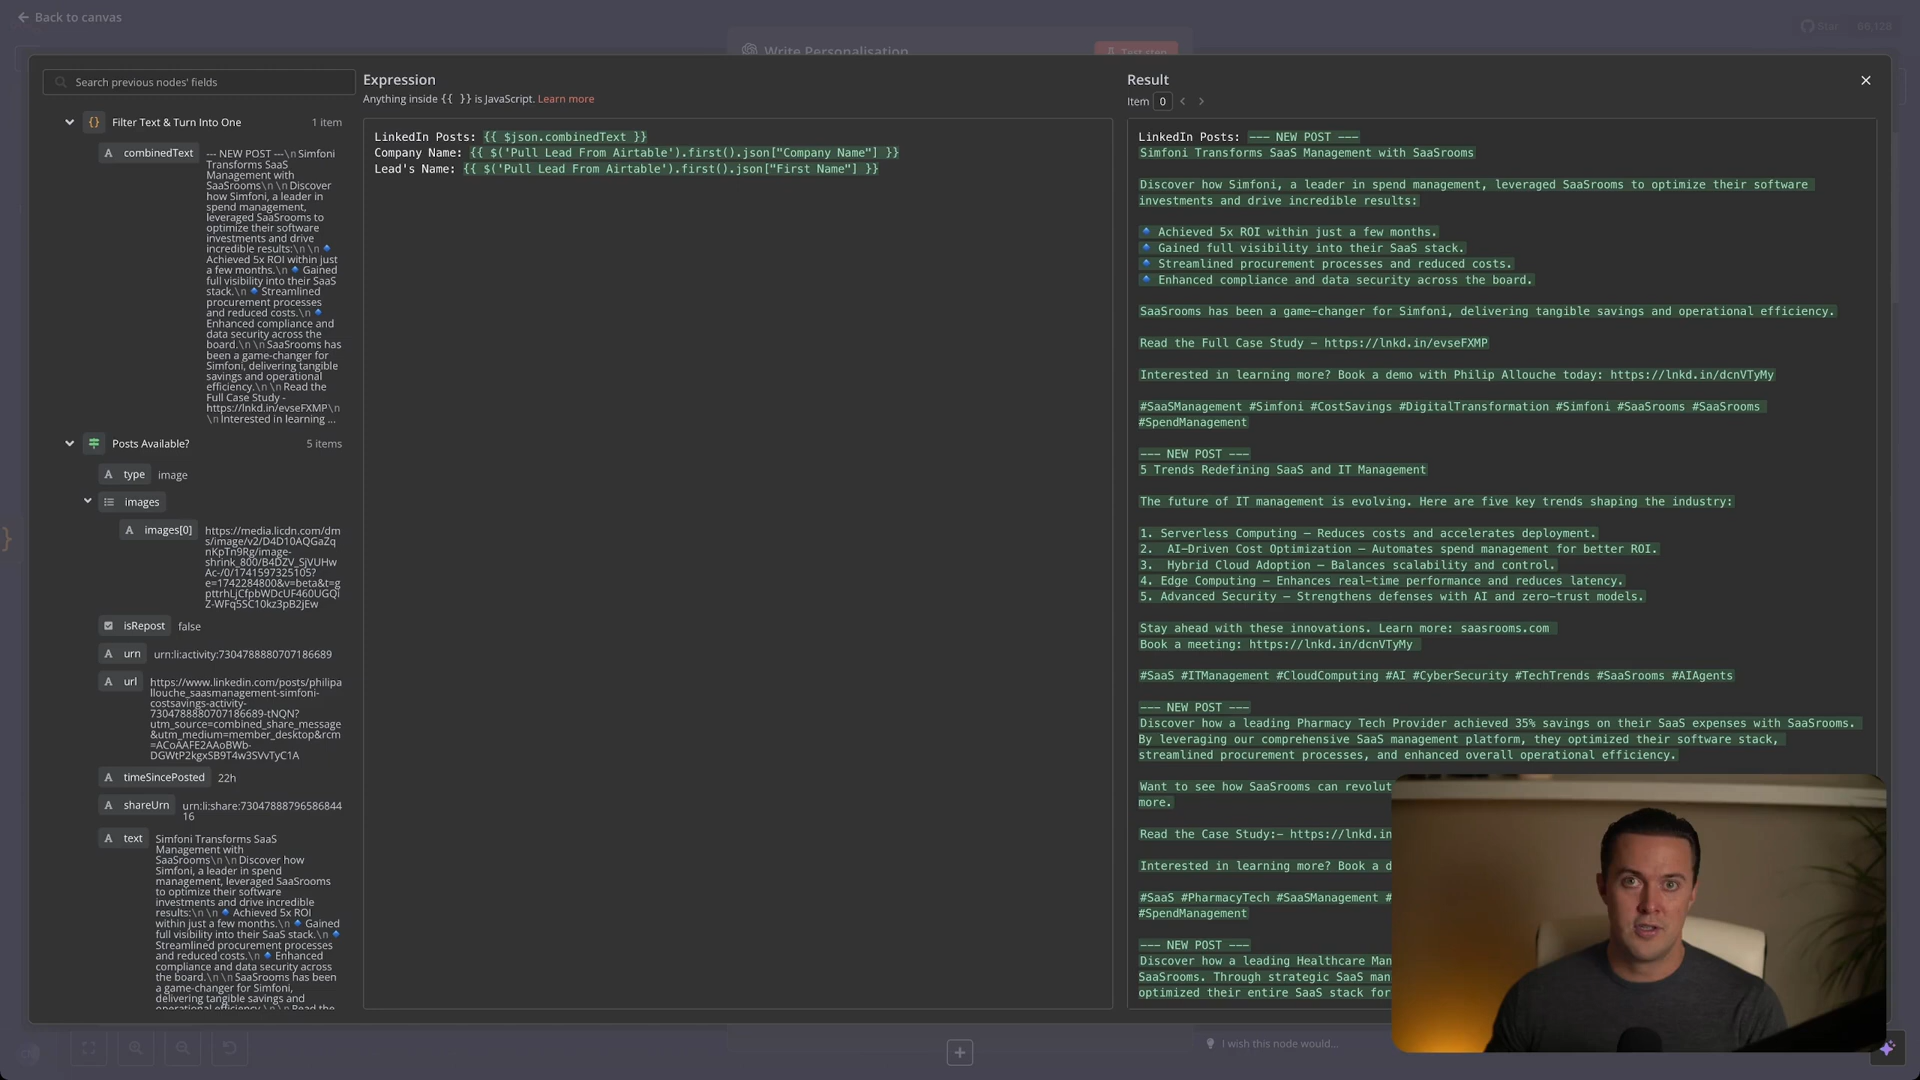 Back to canvas
Star
Write Personalisation
Test step
Search previous nodes' fields
Filter Text & Turn Into One
1 item
A combinedText
--- NEW POST ---\n Simfoni
Transforms SaaS
Management with
SaaSrooms\n\n Discover
how Simfoni, a leader in
spend management,
leveraged SaaSrooms to
optimize their software
investments and drive
incredible results:\n \n 🔹
Achieved 5x ROI within just
a few months.\n 🔹 Gained
full visibility into their SaaS
stack.\n 🔹 Streamlined
procurement processes
and reduced costs.\n 🔹
Enhanced compliance and
data security across the
board.\n \n SaaSrooms has
been a game-changer for
Simfoni, delivering tangible
savings and operational
efficiency.\n \n Read the
Full Case Study -
https://lnkd.in/evseFXMP\n
\n Interested in learning ...
Posts Available?
5 items
A type image
images
A images[0]
https://media.licdn.com/dm
s/image/v2/D4D10AQGaZq
nKpTn9Rg/image-
shrink_800/B4DZV_SjVUHw
Ac-/0/1741597325105?
e=1742284800&v=beta&t=g
pttrhLjCfpbWDcUF460UGQi
Z-WFq5SC10kz3pB2jEw
isRepost false
A urn urn:li:activity:7304788880707186689
A url
https://www.linkedin.com/posts/philipa
llouche_saasmanagement-simfoni-
costsavings-activity-
7304788880707186689-tNQN?
utm_source=combined_share_message
&utm_medium=member_desktop&rcm
=ACoAAFE2AAoBWb-
DGWtP2kgxSB9T4w3SVvTyC1A
A timeSincePosted 22h
A shareUrn
urn:li:share:73047888796586844
16
A text
Simfoni Transforms SaaS
Management with
SaaSrooms\n\n Discover how
Simfoni, a leader in spend
management, leveraged
SaaSrooms to optimize their
software investments and
drive incredible
results:\n \n 🔹 Achieved 5x ROI
within just a few months.\n 🔹 Gained
full visibility into their SaaS stack.\n 🔹
Streamlined procurement processes
and reduced costs.\n 🔹 Enhanced
compliance and data security across
the board.\n \n SaaSrooms has been
a game-changer for Simfoni,
delivering tangible savings and
operational efficiency.\n \n Read the
Expression
Anything inside {{ }} is JavaScript. Learn more
LinkedIn Posts: {{ $json.combinedText }}
Company Name: {{ $('Pull Lead From Airtable').first().json["Company Name"] }}
Lead's Name: {{ $('Pull Lead From Airtable').first().json["First Name"] }}
Result
Item 0
LinkedIn Posts: --- NEW POST ---
Simfoni Transforms SaaS Management with SaaSrooms
Discover how Simfoni, a leader in spend management, leveraged SaaSrooms to optimize their software
investments and drive incredible results:
🔹 Achieved 5x ROI within just a few months.
🔹 Gained full visibility into their SaaS stack.
🔹 Streamlined procurement processes and reduced costs.
🔹 Enhanced compliance and data security across the board.
SaaSrooms has been a game-changer for Simfoni, delivering tangible savings and operational efficiency.
Read the Full Case Study - https://lnkd.in/evseFXMP
Interested in learning more? Book a demo with Philip Allouche today: https://lnkd.in/dcnVTyMy
#SaaSManagement #Simfoni #CostSavings #DigitalTransformation #Simfoni #SaaSrooms #SaaSrooms
#SpendManagement
--- NEW POST ---
5 Trends Redefining SaaS and IT Management
The future of IT management is evolving. Here are five key trends shaping the industry:
1. Serverless Computing – Reduces costs and accelerates deployment.
2. AI-Driven Cost Optimization – Automates spend management for better ROI.
3. Hybrid Cloud Adoption – Balances scalability and control.
4. Edge Computing – Enhances real-time performance and reduces latency.
5. Advanced Security – Strengthens defenses with AI and zero-trust models.
Stay ahead with these innovations. Learn more: saasrooms.com
Book a meeting: https://lnkd.in/dcnVTyMy
#SaaS #ITManagement #CloudComputing #AI #CyberSecurity #TechTrends #SaaSrooms #AIAgents
--- NEW POST ---
Discover how a leading Pharmacy Tech Provider achieved 35% savings on their SaaS expenses with SaaSrooms.
By leveraging our comprehensive SaaS management platform, they optimized their software stack,
streamlined procurement processes, and enhanced overall operational efficiency.
Want to see how SaaSrooms can revolut
more.
Read the Case Study:- https://lnkd.in
Interested in learning more? Book a d
#SaaS #PharmacyTech #SaaSManagement #
#SpendManagement
--- NEW POST ---
Discover how a leading Healthcare Man
SaaSrooms. Through strategic SaaS man
optimized their entire SaaS stack for
I wish this node would...